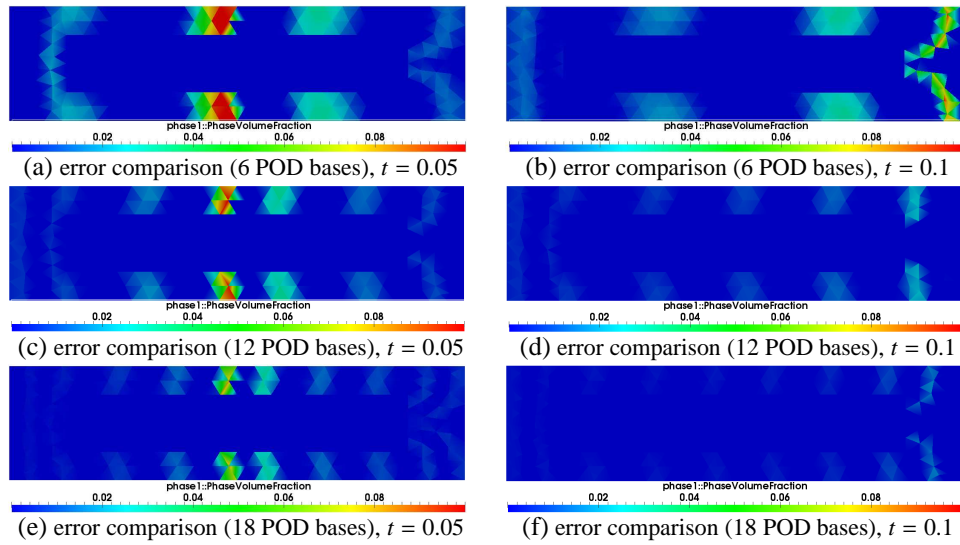 phase1::PhaseVolumeFraction phase1::PhaseVolumeFraction
0.02 0.04 0.06 0.08 0.02 0.04 0.06 0.08
(a) error comparison (6 POD bases), t = 0.05 (b) error comparison (6 POD bases), t = 0.1
phase1::PhaseVolumeFraction phase1::PhaseVolumeFraction
0.02 0.04 0.06 0.08 0.02 0.04 0.06 0.08
(c) error comparison (12 POD bases), t = 0.05 (d) error comparison (12 POD bases), t = 0.1
phase1::PhaseVolumeFraction phase1::PhaseVolumeFraction
0.02 0.04 0.06 0.08 0.02 0.04 0.06 0.08
(e) error comparison (18 POD bases), t = 0.05 (f) error comparison (18 POD bases), t = 0.1